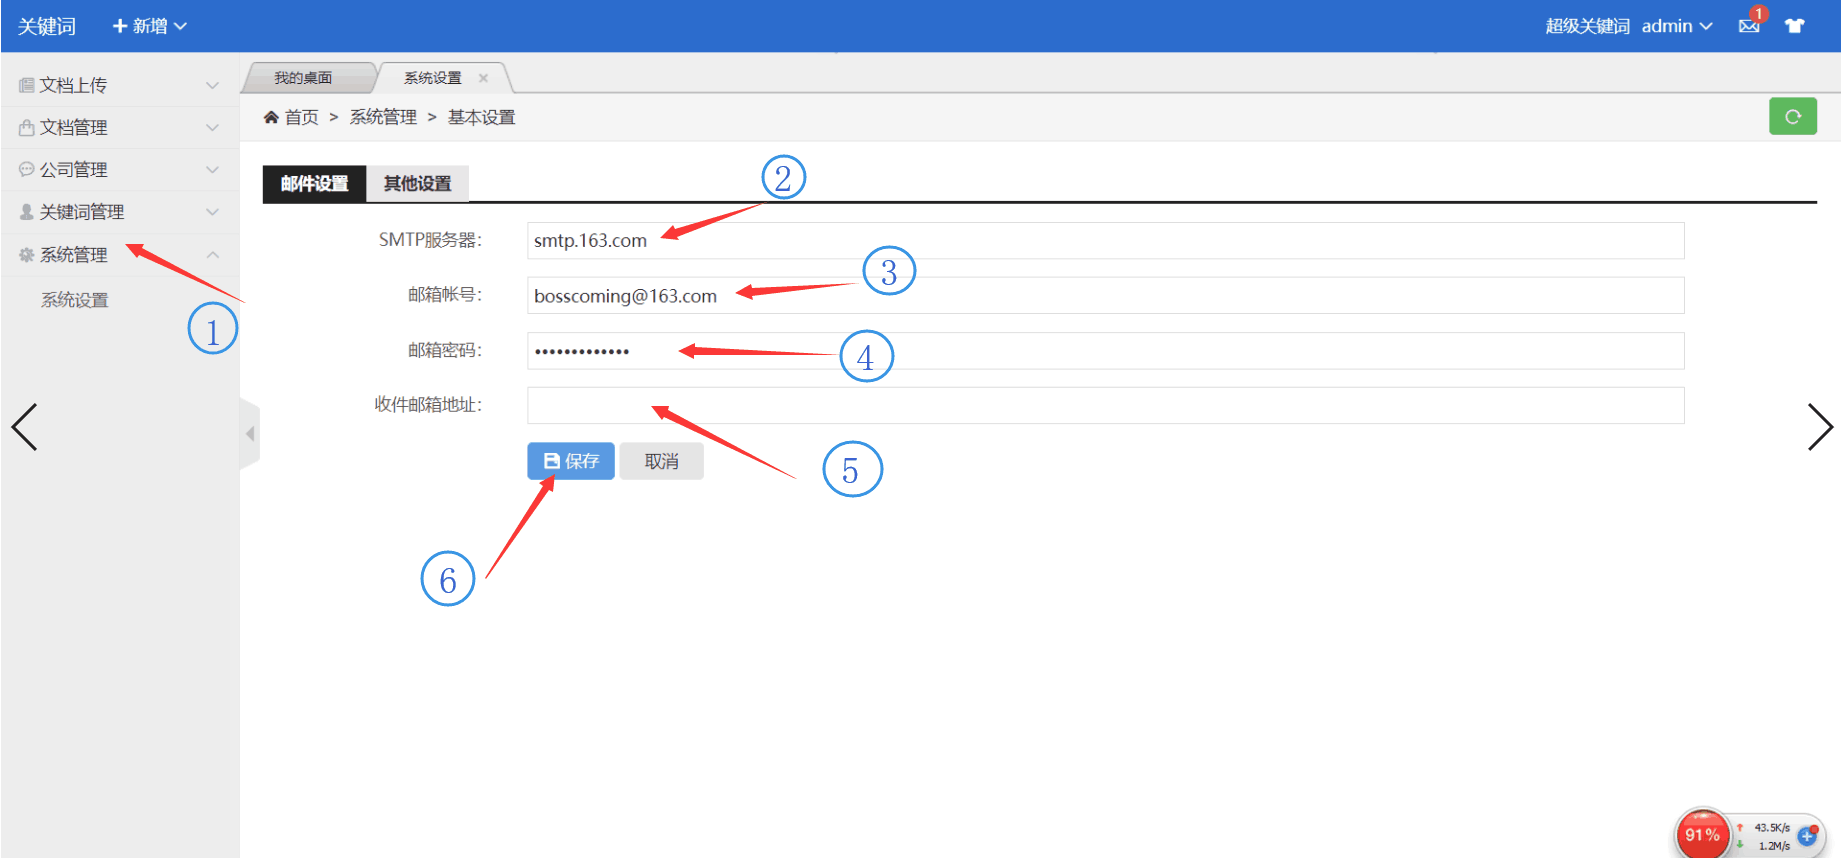 关键词 新增 超级关键词 admin 1
文档上传
文档管理
公司管理
关键词管理
系统管理
系统设置
我的桌面 系统设置
首页 > 系统管理 > 基本设置
邮件设置 其他设置
SMTP服务器: smtp.163.com
邮箱帐号: bosscoming@163.com
邮箱密码: •••••••••••••
收件邮箱地址:
保存 取消
1
2
3
4
5
6
91% 43.5K/s
1.2M/s